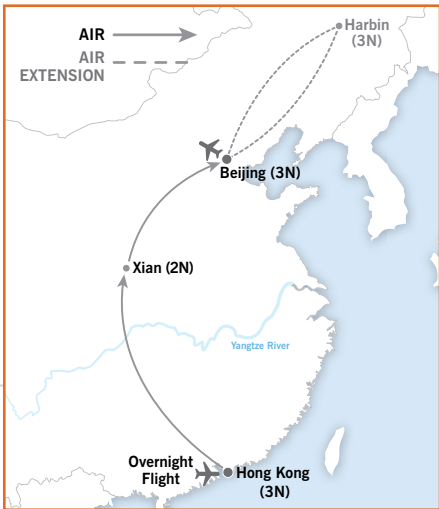 AIR
AIR
EXTENSION
Harbin
(3N)
Beijing (3N)
Xian (2N)
Yangtze River
Overnight
Flight
Hong Kong
(3N)